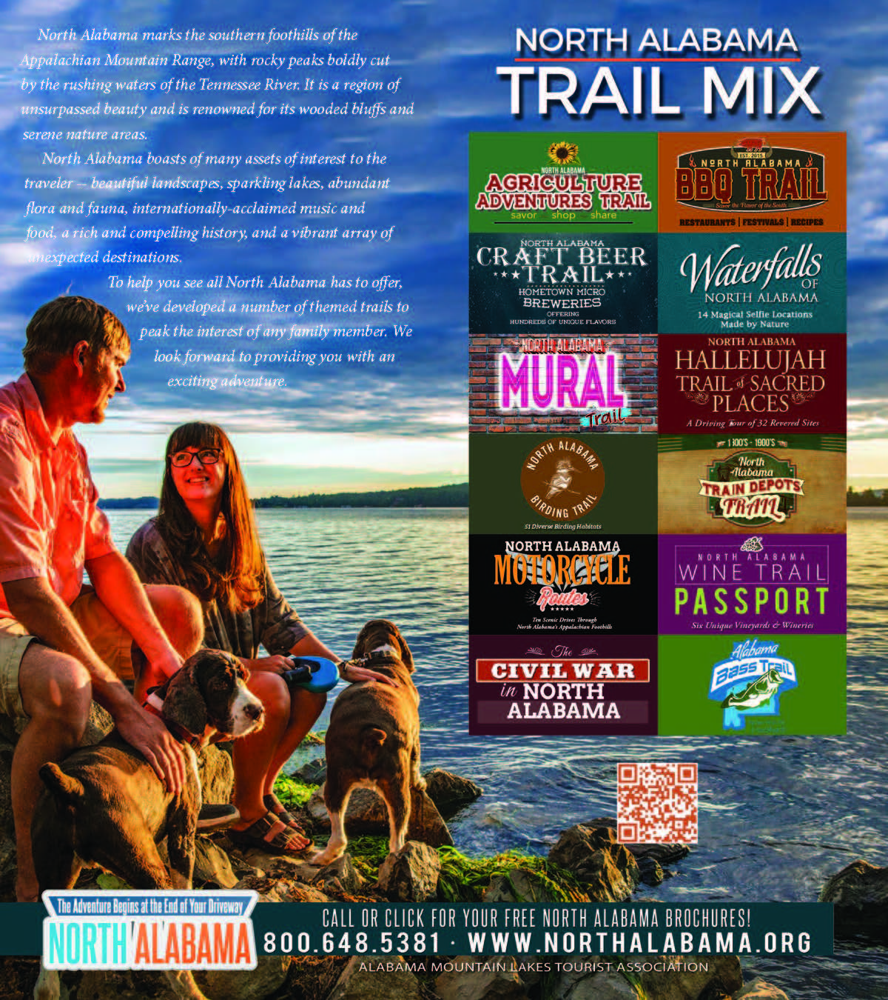 North Alabama marks the southern foothills of the
Appalachian Mountain Range, with rocky peaks boldly cut
by the rushing waters of the Tennessee River. It is a region of
unsurpassed beauty and is renowned for its wooded bluffs and
serene nature areas.
North Alabama boasts of many assets of interest to the
traveler — beautiful landscapes, sparkling lakes, abundant
flora and fauna, internationally-acclaimed music and
food, a rich and compelling history, and a vibrant array of
unexpected destinations.
To help you see all North Alabama has to offer,
we've developed a number of themed trails to
peak the interest of any family member. We
look forward to providing you with an
exciting adventure.
NORTH ALABAMA
TRAIL MIX
NORTH ALABAMA
AGRICULTURE
ADVENTURES TRAIL
savor shop share
EST. 2015
NORTH ALABAMA
BBQ TRAIL
Savor the Flavor of the South
RESTAURANTS | FESTIVALS | RECIPES
NORTH ALABAMA
CRAFT BEER
TRAIL
HOMETOWN MICRO
BREWERIES
OFFERING
HUNDREDS OF UNIQUE FLAVORS
Waterfalls
OF
NORTH ALABAMA
14 Magical Selfie Locations
Made by Nature
NORTH ALABAMA
MURAL
Trail
NORTH ALABAMA
HALLELUJAH
TRAIL of SACRED
PLACES
A Driving Tour of 32 Revered Sites
NORTH ALABAMA
BIRDING TRAIL
51 Diverse Birding Habitats
1800'S - 1900'S
North
Alabama
TRAIN DEPOTS
TRAIL
NORTH ALABAMA
MOTORCYCLE
Routes
Ten Scenic Drives Through
North Alabama's Appalachian Foothills
NORTH ALABAMA
WINE TRAIL
PASSPORT
Six Unique Vineyards & Wineries
The
CIVIL WAR
in NORTH
ALABAMA
Alabama
Bass Trail
The Adventure Begins at the End of Your Driveway
NORTH ALABAMA
CALL OR CLICK FOR YOUR FREE NORTH ALABAMA BROCHURES!
800.648.5381 · WWW.NORTHALABAMA.ORG
ALABAMA MOUNTAIN LAKES TOURIST ASSOCIATION